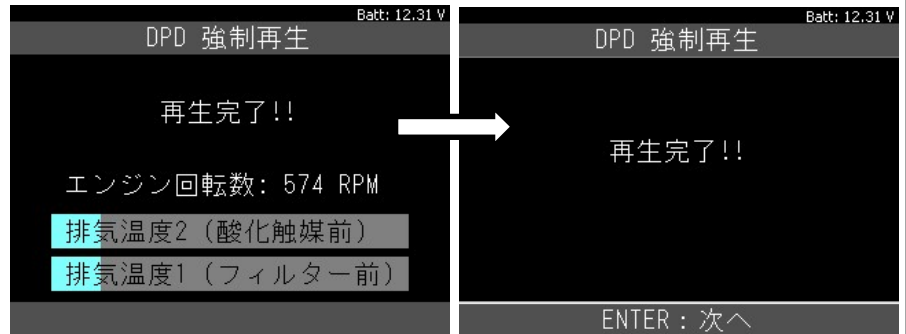 Batt: 12.31 V
DPD 強制再生
再生完了!!
エンジン回転数: 574 RPM
排気温度2 (酸化触媒前)
排気温度1 (フィルター前)
Batt: 12.31 V
DPD 強制再生
再生完了!!
ENTER : 次へ